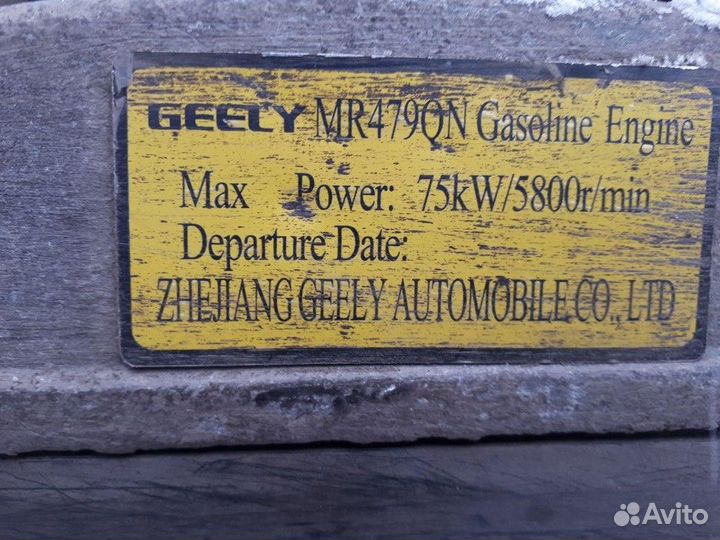 GEELY MR479QN Gasoline Engine
Max Power: 75kW/5800r/min
Departure Date:
ZHEJIANG GEELY AUTOMOBILE.CO., LTD
Avito